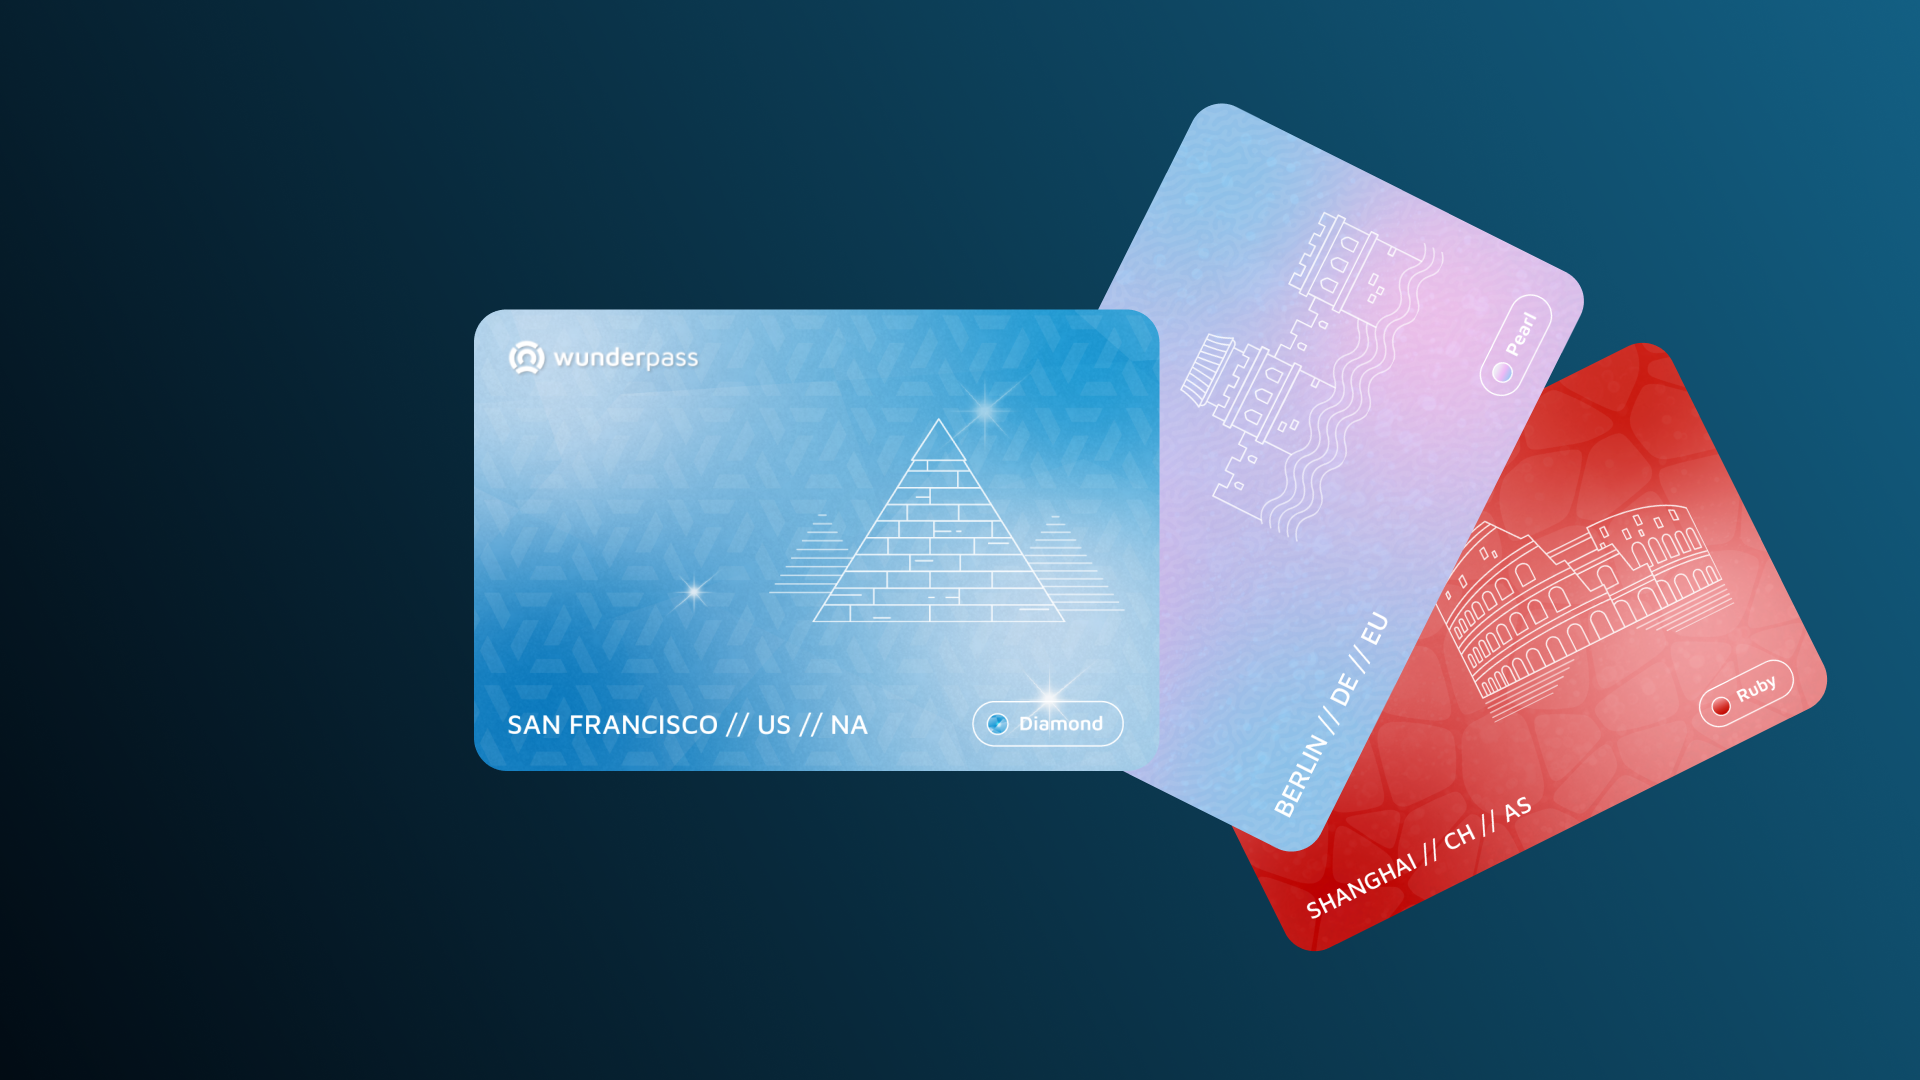 wunderpass
SAN FRANCISCO // US // NA
Diamond
Pearl
BERLIN // DE // EU
Ruby
SHANGHAI // CH // AS